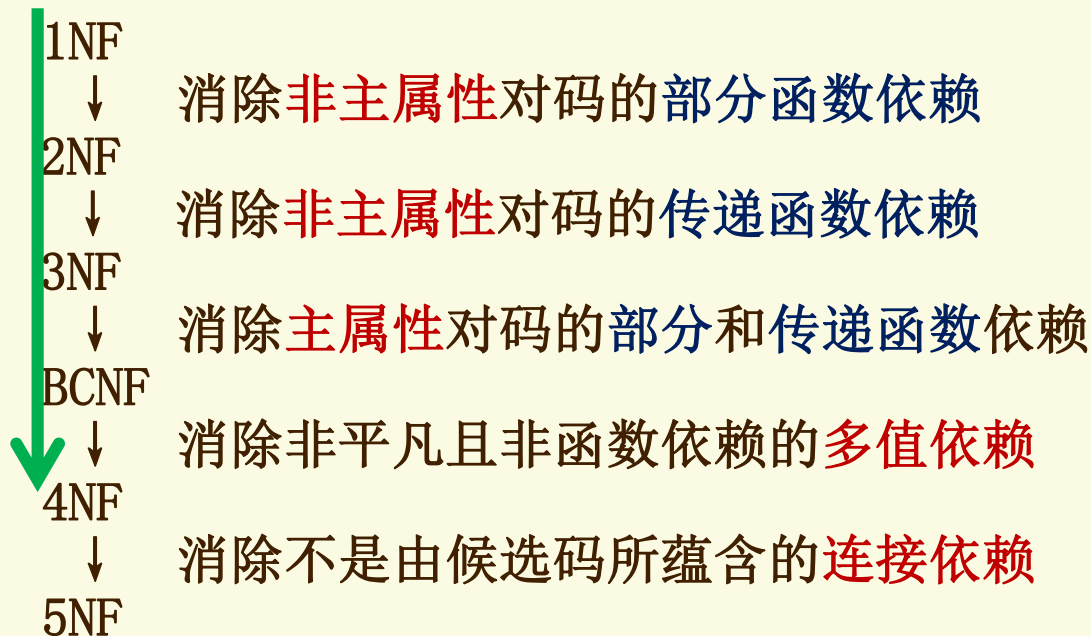 1NF
↓ 消除非主属性对码的部分函数依赖
2NF
↓ 消除非主属性对码的传递函数依赖
3NF
↓ 消除主属性对码的部分和传递函数依赖
BCNF
↓ 消除非平凡且非函数依赖的多值依赖
4NF
↓ 消除不是由候选码所蕴含的连接依赖
5NF